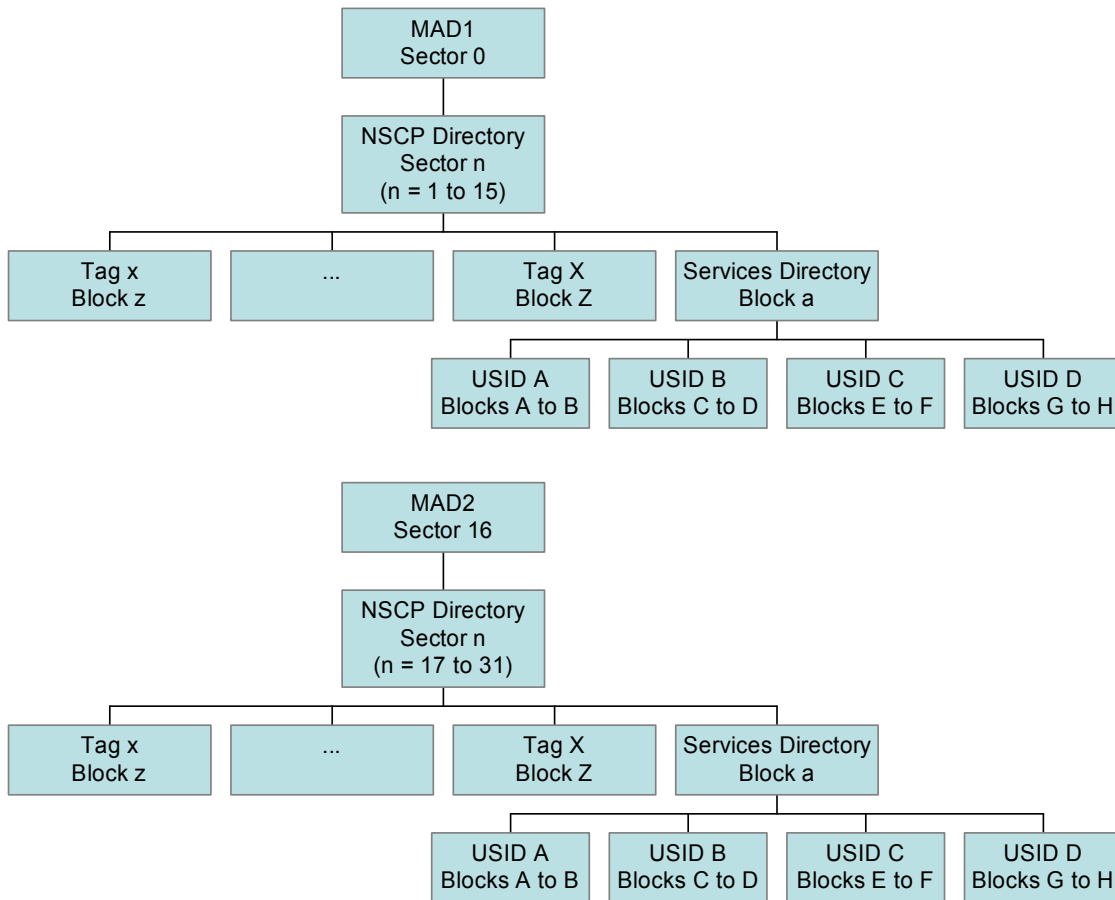 MAD1
Sector 0
NSCP Directory
Sector n
(n = 1 to 15)
Tag x
Block z
...
Tag X
Block Z
Services Directory
Block a
USID A
Blocks A to B
USID B
Blocks C to D
USID C
Blocks E to F
USID D
Blocks G to H
MAD2
Sector 16
NSCP Directory
Sector n
(n = 17 to 31)
Tag x
Block z
...
Tag X
Block Z
Services Directory
Block a
USID A
Blocks A to B
USID B
Blocks C to D
USID C
Blocks E to F
USID D
Blocks G to H